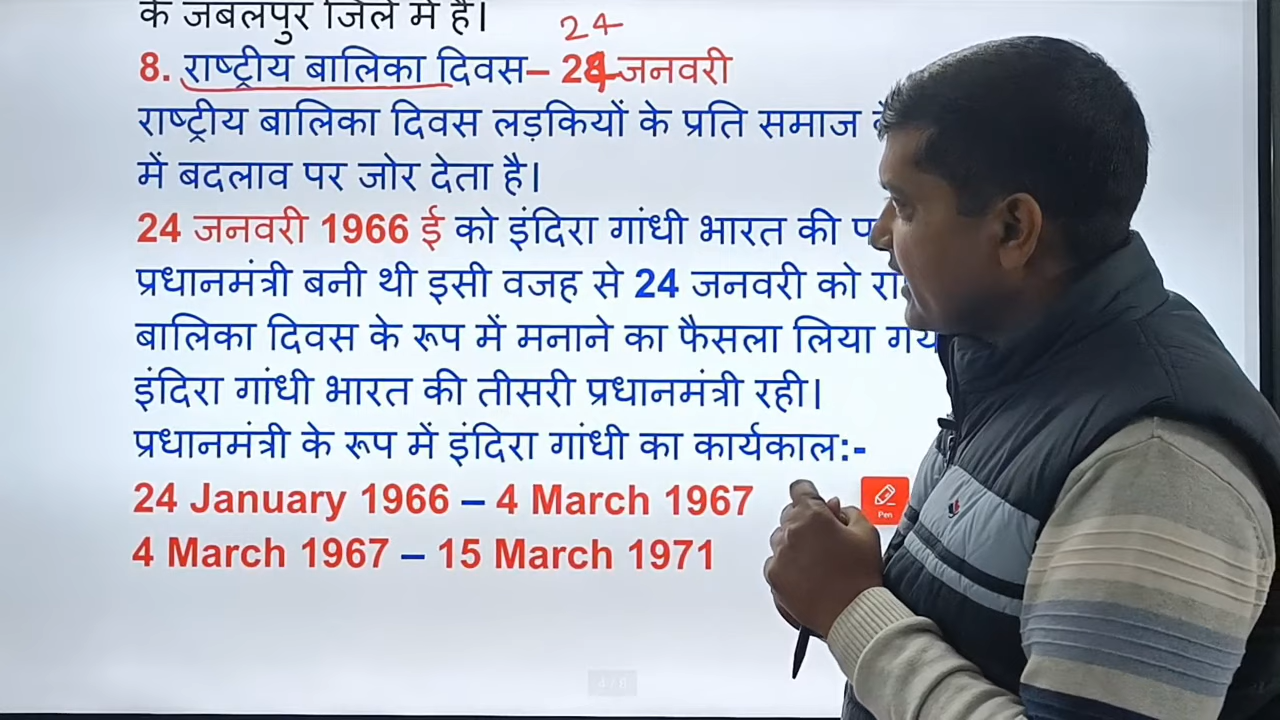 के जबलपुर जिले में है।
24
8. राष्ट्रीय बालिका दिवस– 24 जनवरी
राष्ट्रीय बालिका दिवस लड़कियों के प्रति समाज
में बदलाव पर जोर देता है।
24 जनवरी 1966 ई को इंदिरा गांधी भारत की
प्रधानमंत्री बनी थी इसी वजह से 24 जनवरी को
बालिका दिवस के रूप में मनाने का फैसला लिया
इंदिरा गांधी भारत की तीसरी प्रधानमंत्री रही।
प्रधानमंत्री के रूप में इंदिरा गांधी का कार्यकाल:-
24 January 1966 – 4 March 1967
Pen
4 March 1967 – 15 March 1971
4 / 8